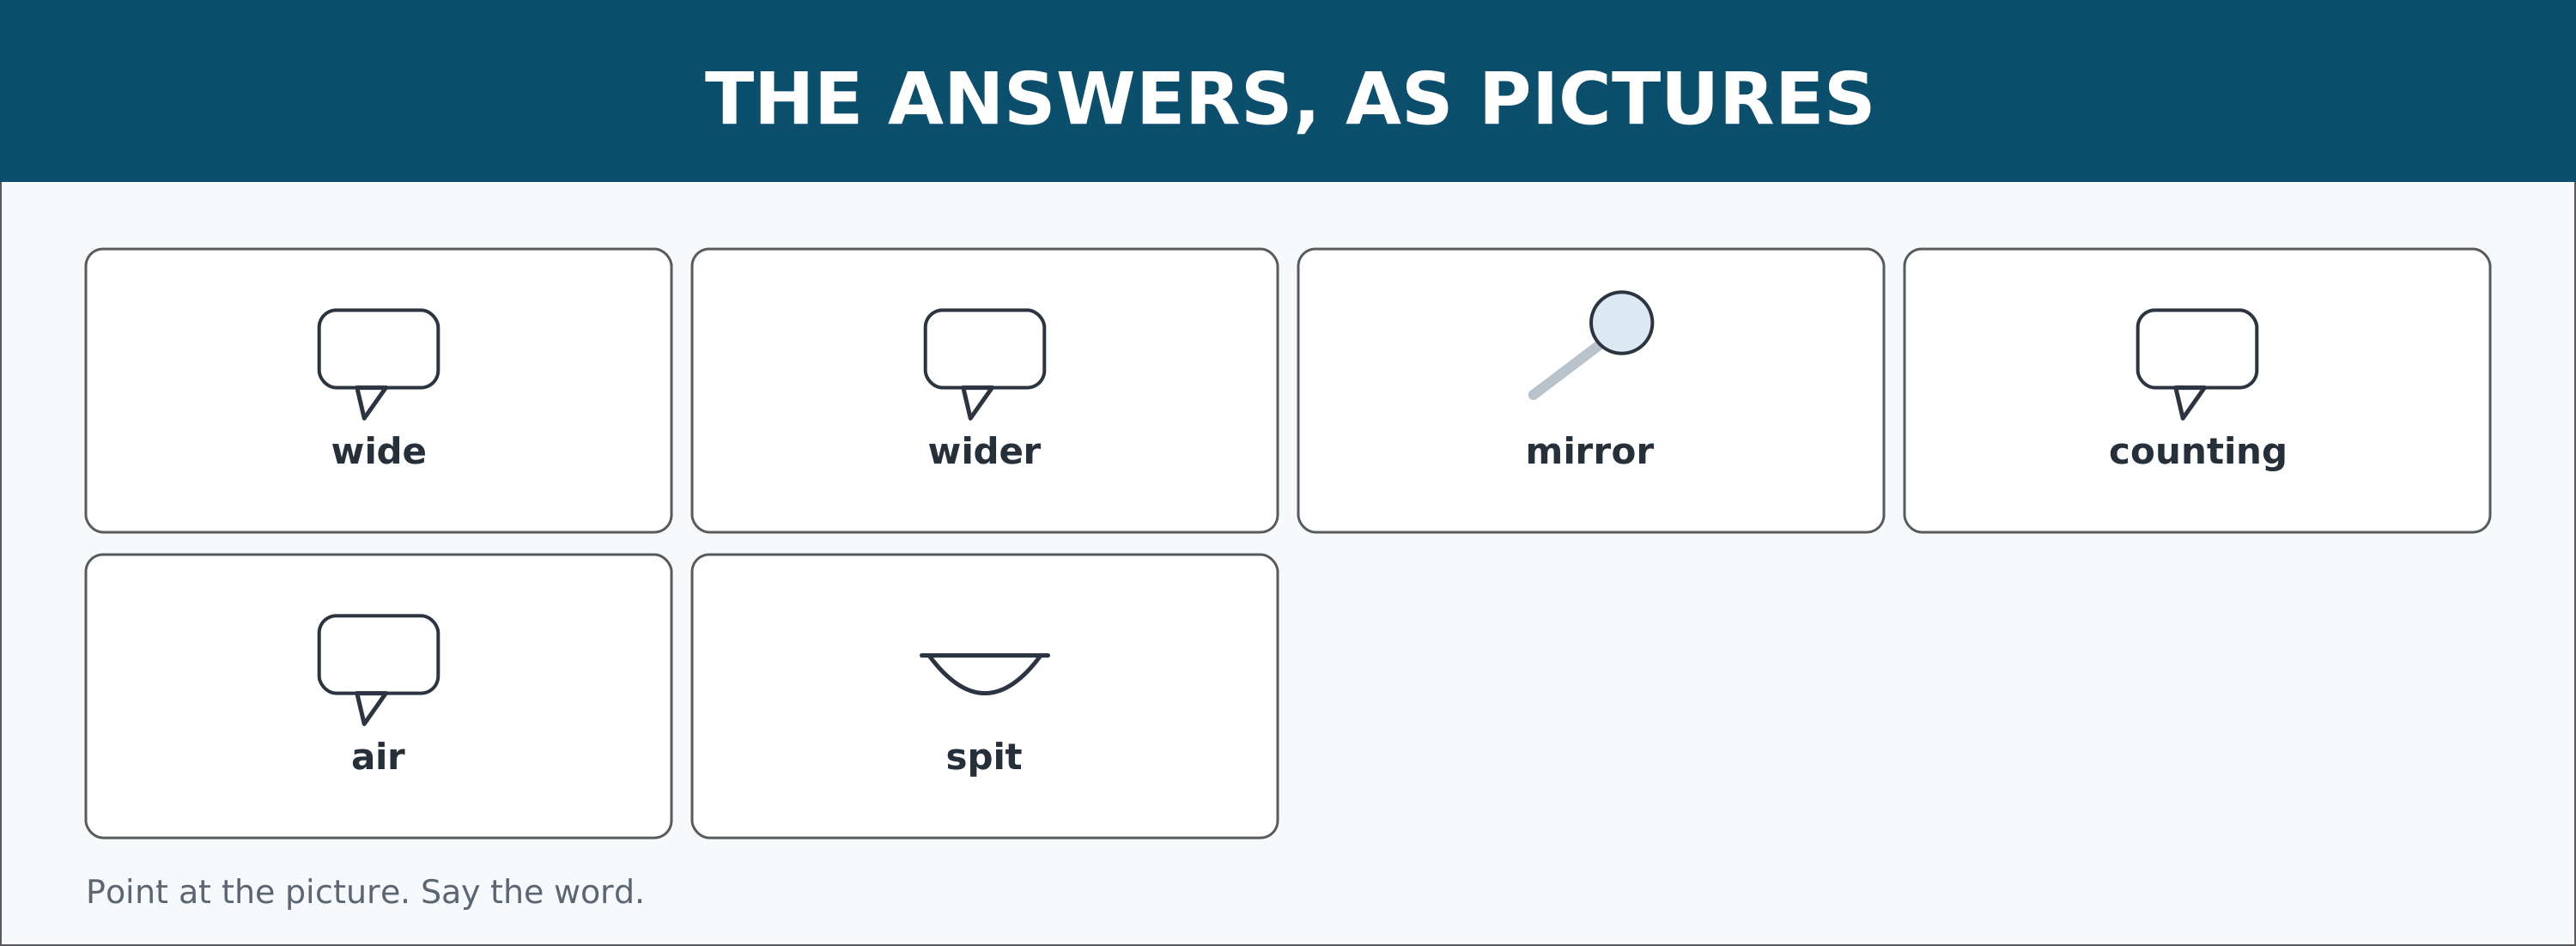 THE ANSWERS, AS PICTURES
wide
wider
mirror
counting
air
spit
Point at the picture. Say the word.